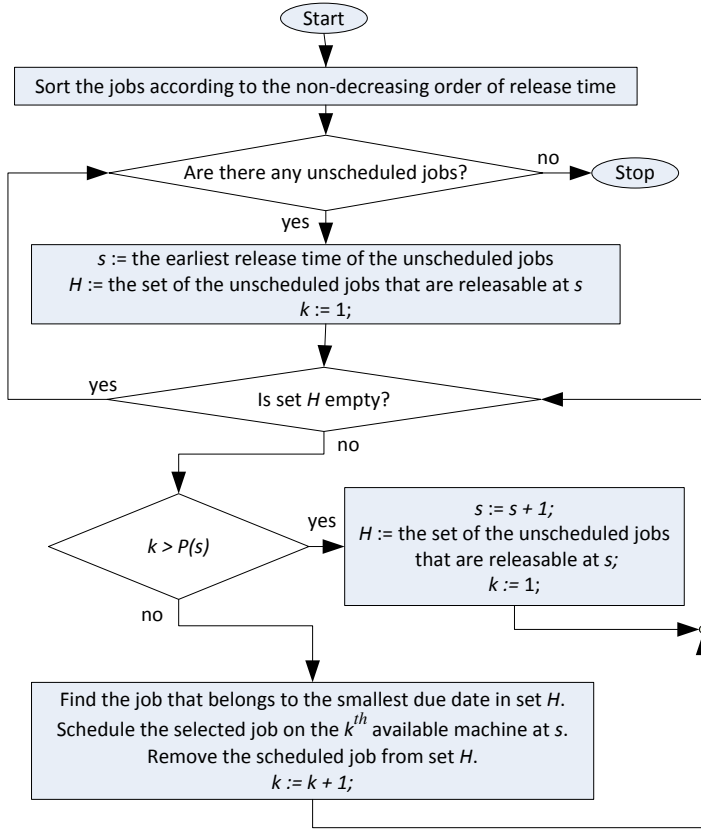 Start
Sort the jobs according to the non-decreasing order of release time
Are there any unscheduled jobs?
no
Stop
yes
s := the earliest release time of the unscheduled jobs
H := the set of the unscheduled jobs that are releasable at s
k := 1;
yes
Is set H empty?
no
k > P(s)
yes
s := s + 1;
H := the set of the unscheduled jobs
that are releasable at s;
k := 1;
no
Find the job that belongs to the smallest due date in set H.
Schedule the selected job on the kth available machine at s.
Remove the scheduled job from set H.
k := k + 1;